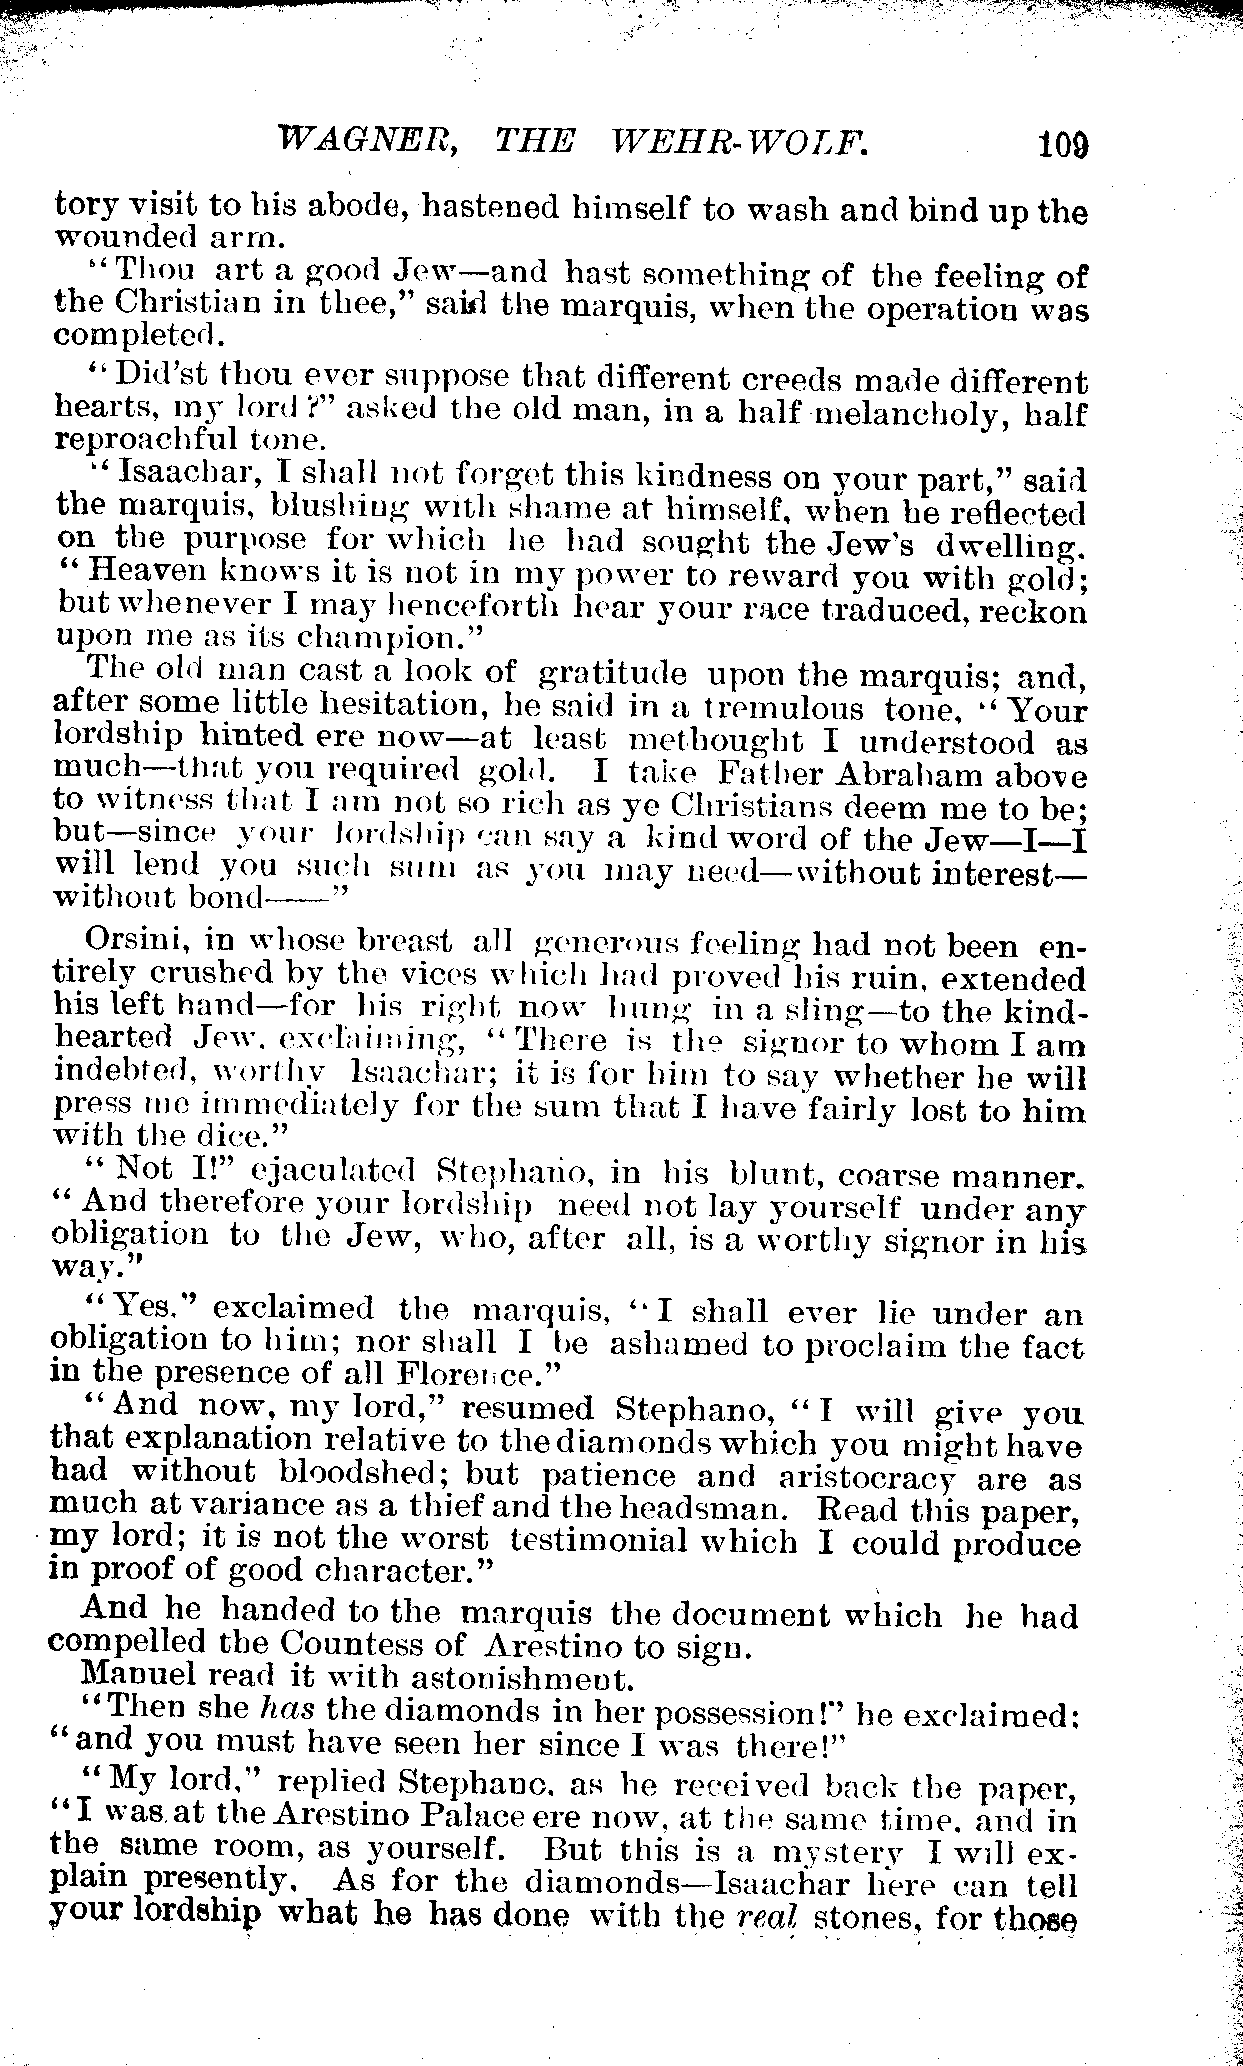 WAGNER, THE WEHR-WOLF. 109
tory visit to his abode, hastened himself to wash and bind up the
wounded arm.
"Thou art a good Jew—and hast something of the feeling of
the Christian in thee," said the marquis, when the operation was
completed.
"Did'st thou ever suppose that different creeds made different
hearts, my lord?" asked the old man, in a half melancholy, half
reproachful tone.
"Isaachar, I shall not forget this kindness on your part," said
the marquis, blushing with shame at himself, when he reflected
on the purpose for which he had sought the Jew's dwelling.
"Heaven knows it is not in my power to reward you with gold;
but whenever I may henceforth hear your race traduced, reckon
upon me as its champion."
The old man cast a look of gratitude upon the marquis; and,
after some little hesitation, he said in a tremulous tone, "Your
lordship hinted ere now—at least methought I understood as
much—that you required gold. I take Father Abraham above
to witness that I am not so rich as ye Christians deem me to be;
but—since your lordship can say a kind word of the Jew—I—I
will lend you such sum as you may need—without interest—
without bond——"
Orsini, in whose breast all generous feeling had not been en-
tirely crushed by the vices which had proved his ruin, extended
his left hand—for his right now hung in a sling—to the kind-
hearted Jew, exclaiming, "There is the signor to whom I am
indebted, worthy Isaachar; it is for him to say whether he will
press me immediately for the sum that I have fairly lost to him
with the dice."
"Not I!" ejaculated Stephano, in his blunt, coarse manner.
"And therefore your lordship need not lay yourself under any
obligation to the Jew, who, after all, is a worthy signor in his
way."
"Yes," exclaimed the marquis, "I shall ever lie under an
obligation to him; nor shall I be ashamed to proclaim the fact
in the presence of all Florence."
"And now, my lord," resumed Stephano, "I will give you
that explanation relative to the diamonds which you might have
had without bloodshed; but patience and aristocracy are as
much at variance as a thief and the headsman. Read this paper,
my lord; it is not the worst testimonial which I could produce
in proof of good character."
And he handed to the marquis the document which he had
compelled the Countess of Arestino to sign.
Manuel read it with astonishment.
"Then she has the diamonds in her possession!" he exclaimed;
"and you must have seen her since I was there!"
"My lord," replied Stephano, as he received back the paper,
"I was at the Arestino Palace ere now, at the same time, and in
the same room, as yourself. But this is a mystery I will ex-
plain presently. As for the diamonds—Isaachar here can tell
your lordship what he has done with the real stones, for those